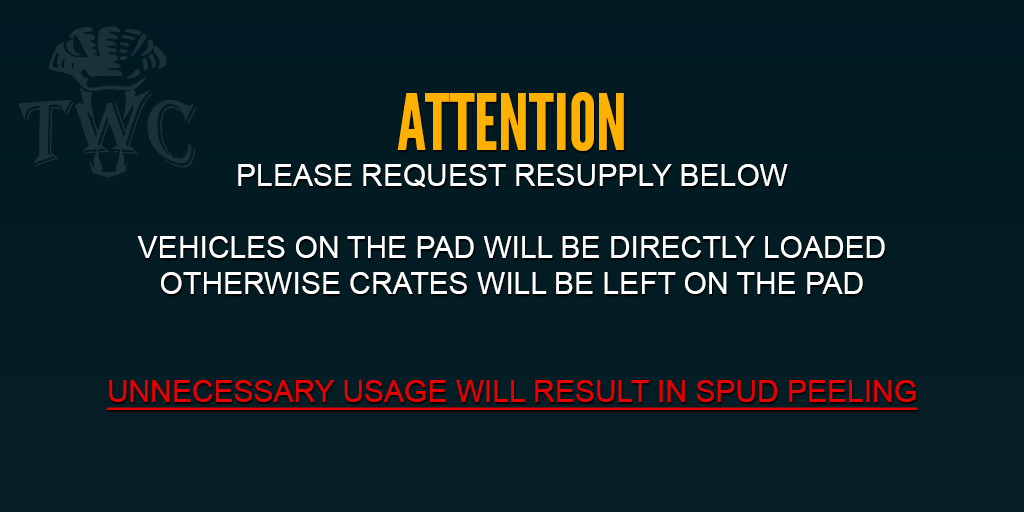 TWC
ATTENTION
PLEASE REQUEST RESUPPLY BELOW
VEHICLES ON THE PAD WILL BE DIRECTLY LOADED
OTHERWISE CRATES WILL BE LEFT ON THE PAD
UNNECESSARY USAGE WILL RESULT IN SPUD PEELING